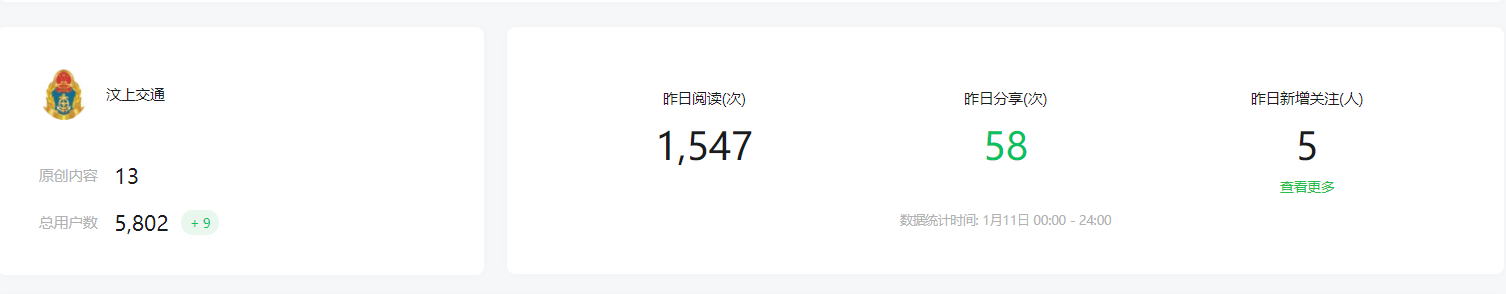 汶上交通
原创内容 13
总用户数 5,802 + 9
昨日阅读(次)
1,547
昨日分享(次)
58
昨日新增关注(人)
5
查看更多
数据统计时间: 1月11日 00:00 - 24:00